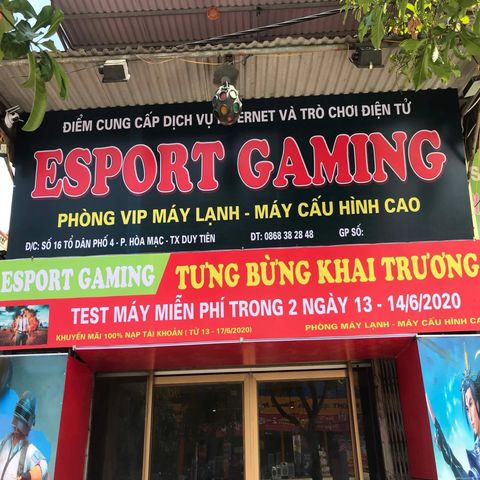 ĐIỂM CUNG CẤP DỊCH VỤ INTERNET VÀ TRÒ CHƠI ĐIỆN TỬ
ESPORT GAMING
PHÒNG VIP MÁY LẠNH - MÁY CẤU HÌNH CAO
Đ/C: SỐ 16 TỔ DÂN PHỐ 4 - P. HÒA MẠC - TX DUY TIÊN ĐT: 0868 38 28 48 GP SỐ:
ESPORT GAMING TƯNG BỪNG KHAI TRƯƠNG
TEST MÁY MIỄN PHÍ TRONG 2 NGÀY 13 - 14/6/2020
KHUYẾN MÃI 100% NẠP TÀI KHOẢN ( TỪ 13 - 17/6/2020) PHÒNG MÁY LẠNH - MÁY CẤU HÌNH CA